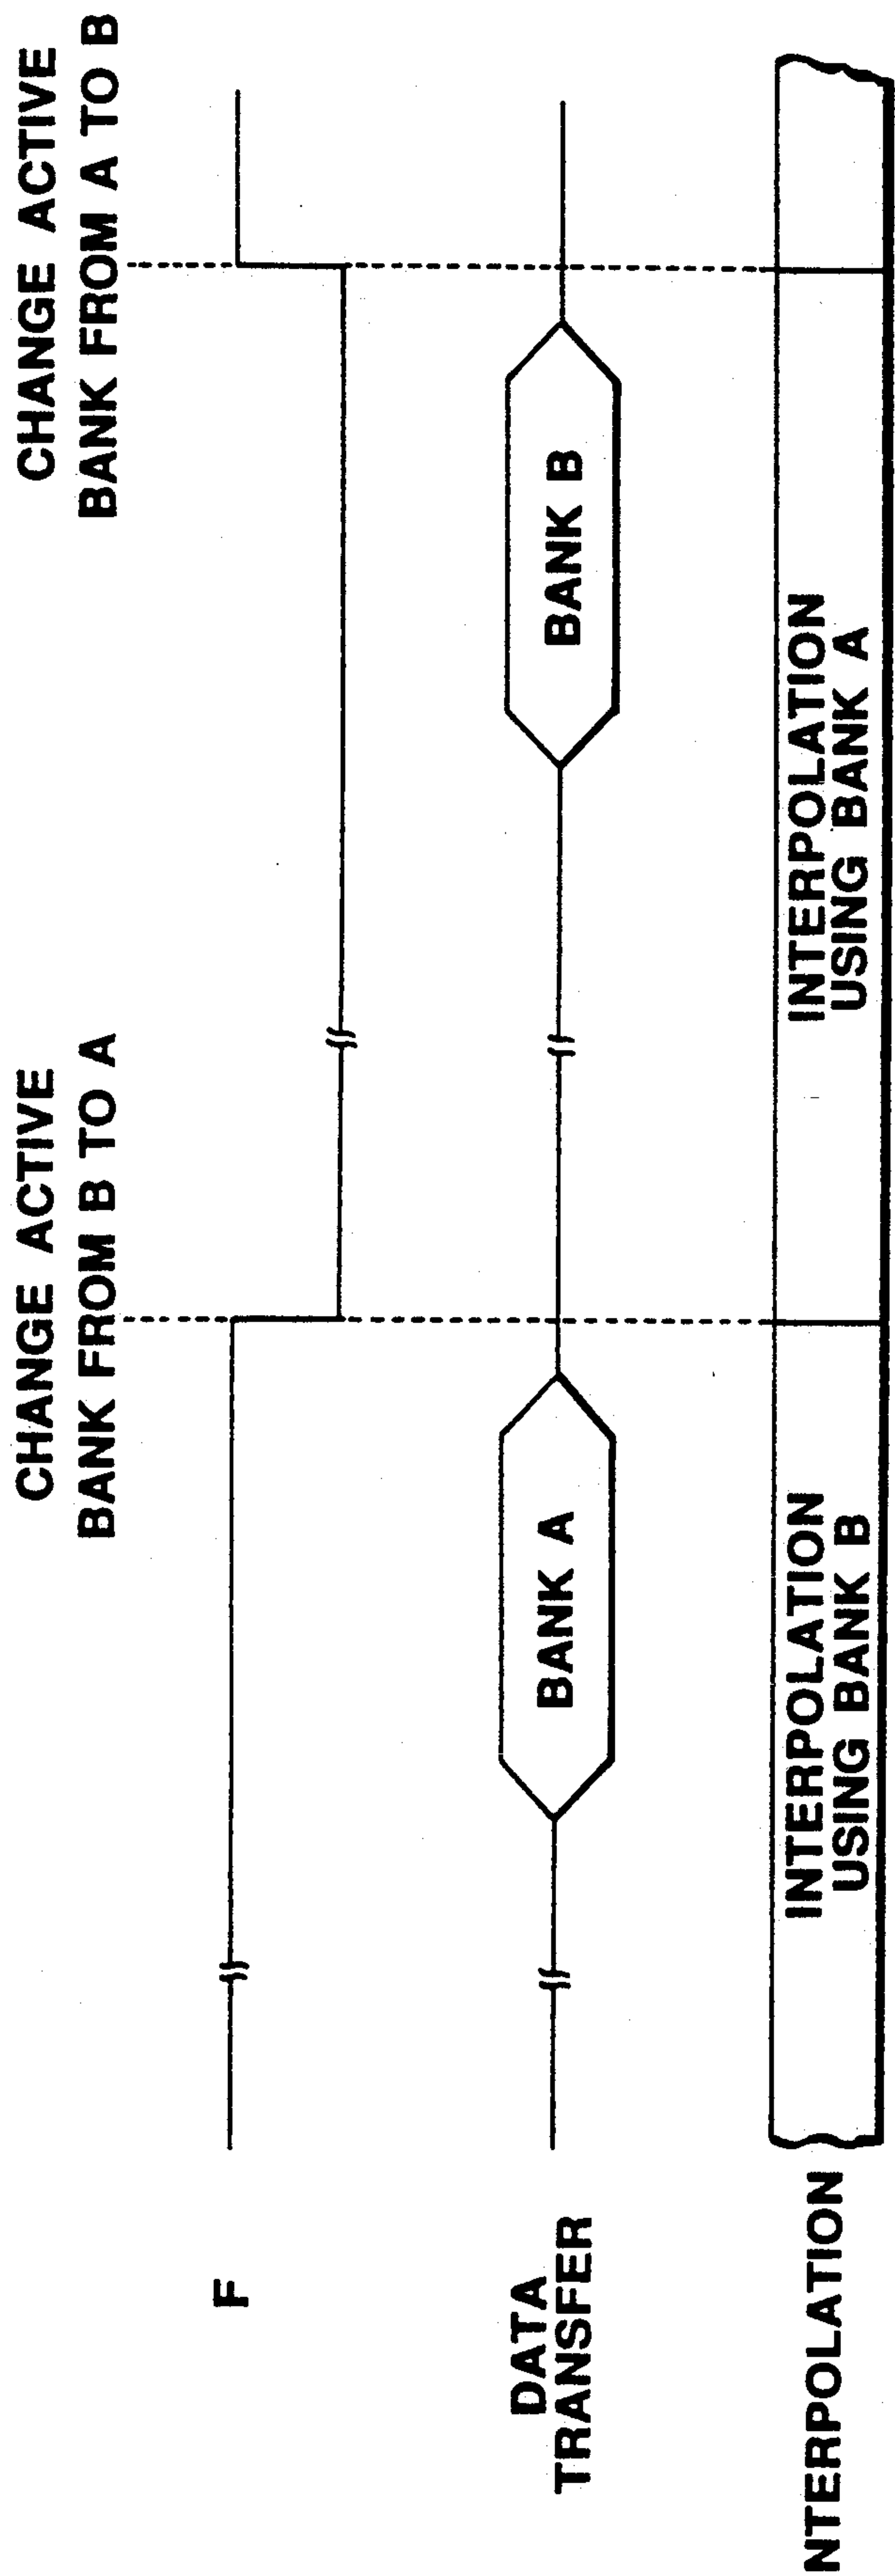 CHANGE ACTIVE
BANK FROM B TO A
CHANGE ACTIVE
BANK FROM A TO B
F
DATA
TRANSFER
BANK A
BANK B
NTERPOLATION
INTERPOLATION
USING BANK B
INTERPOLATION
USING BANK A